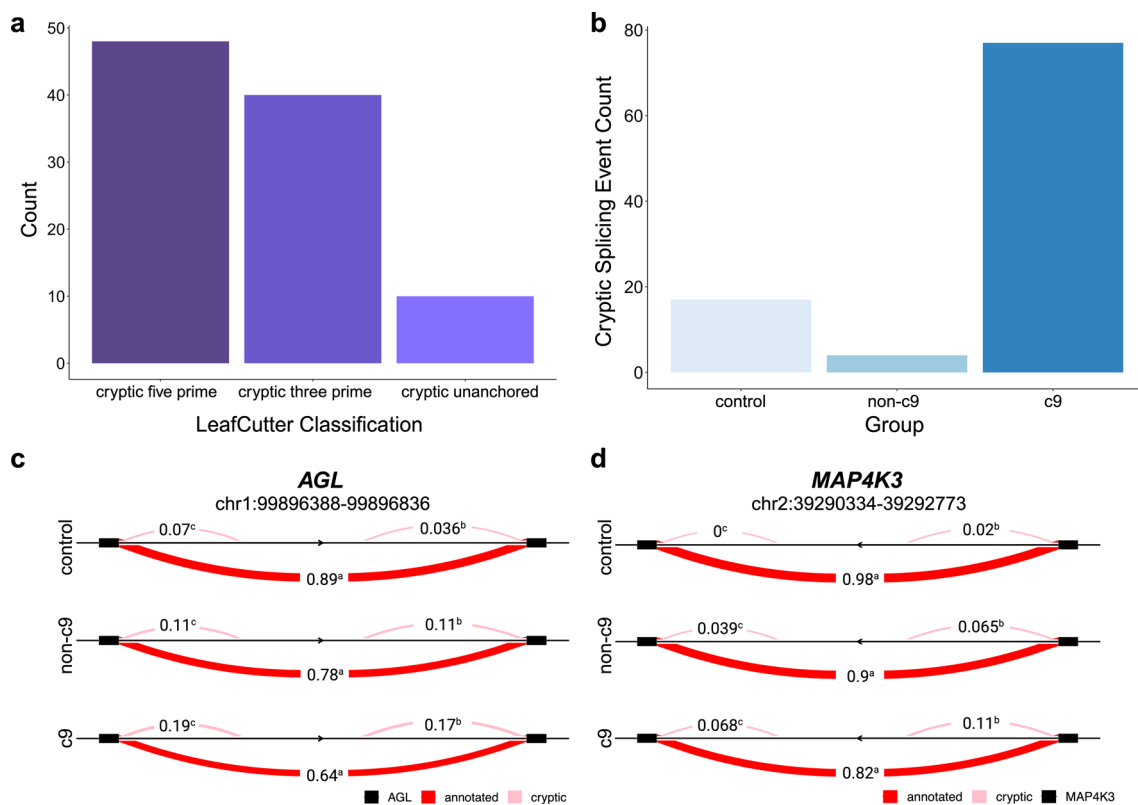 a
50
40
30
20
10
0
Count
cryptic five prime cryptic three prime cryptic unanchored
LeafCutter Classification
b
80
60
40
20
0
Cryptic Splicing Event Count
control non-c9 c9
Group
c
AGL
chr1:99896388-99896836
control
0.07ᶜ 0.036ᵇ
0.89ᵃ
non-c9
0.11ᶜ 0.11ᵇ
0.78ᵃ
c9
0.19ᶜ 0.17ᵇ
0.64ᵃ
AGL annotated cryptic
d
MAP4K3
chr2:39290334-39292773
control
0ᶜ 0.02ᵇ
0.98ᵃ
non-c9
0.039ᶜ 0.065ᵇ
0.9ᵃ
c9
0.068ᶜ 0.11ᵇ
0.82ᵃ
annotated cryptic MAP4K3